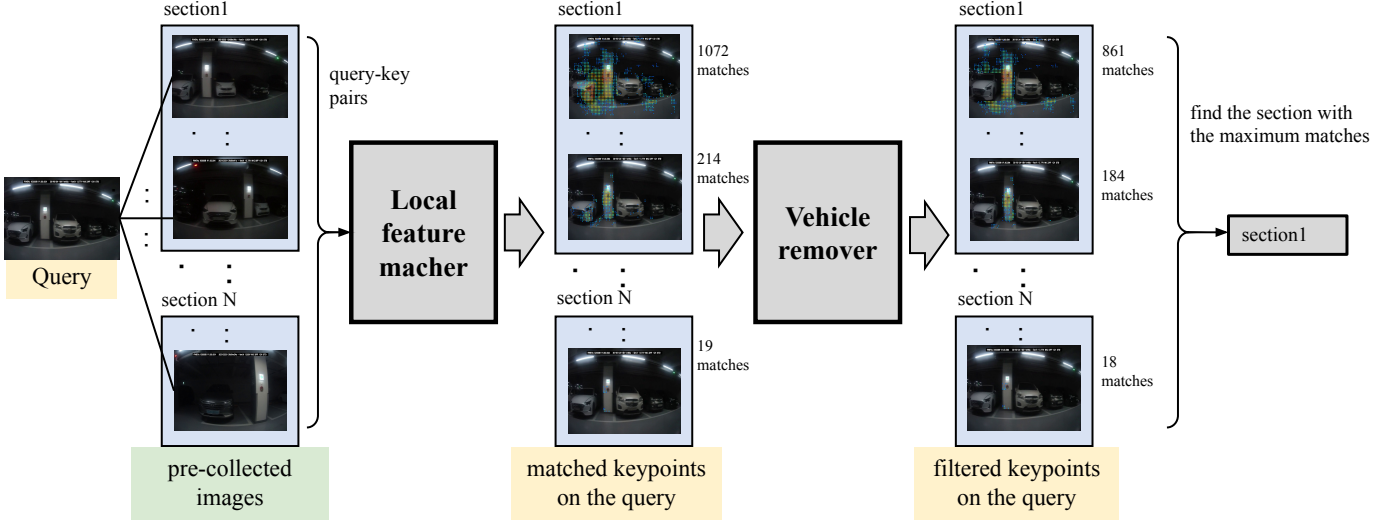 section1
query-key
pairs
Query
section N
pre-collected
images
Local
feature
macher
section1
1072
matches
214
matches
section N
19
matches
matched keypoints
on the query
Vehicle
remover
section1
861
matches
184
matches
section N
18
matches
filtered keypoints
on the query
find the section with
the maximum matches
section1